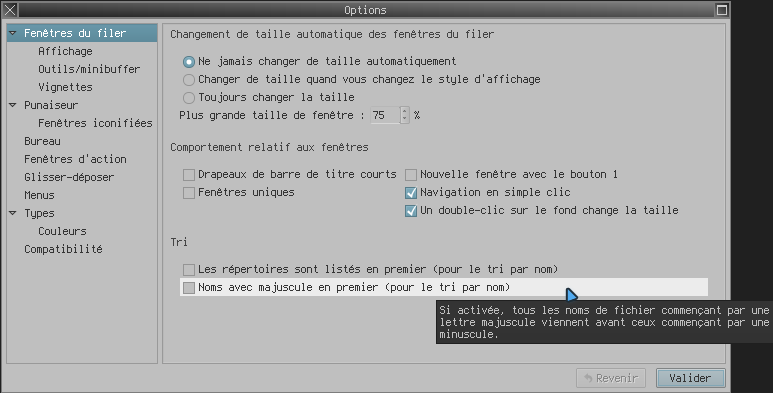 Options
Fenêtres du filer
Affichage
Outils/minibuffer
Vignettes
Punaiseur
Fenêtres iconifiées
Bureau
Fenêtres d'action
Glisser-déposer
Menus
Types
Couleurs
Compatibilité
Changement de taille automatique des fenêtres du filer
Ne jamais changer de taille automatiquement
Changer de taille quand vous changez le style d'affichage
Toujours changer la taille
Plus grande taille de fenêtre : 75 %
Comportement relatif aux fenêtres
Drapeaux de barre de titre courts
Nouvelle fenêtre avec le bouton 1
Fenêtres uniques
Navigation en simple clic
Un double-clic sur le fond change la taille
Tri
Les répertoires sont listés en premier (pour le tri par nom)
Noms avec majuscule en premier (pour le tri par nom)
Si activée, tous les noms de fichier commençant par une
lettre majuscule viennent avant ceux commençant par une
minuscule.
Revenir
Valider